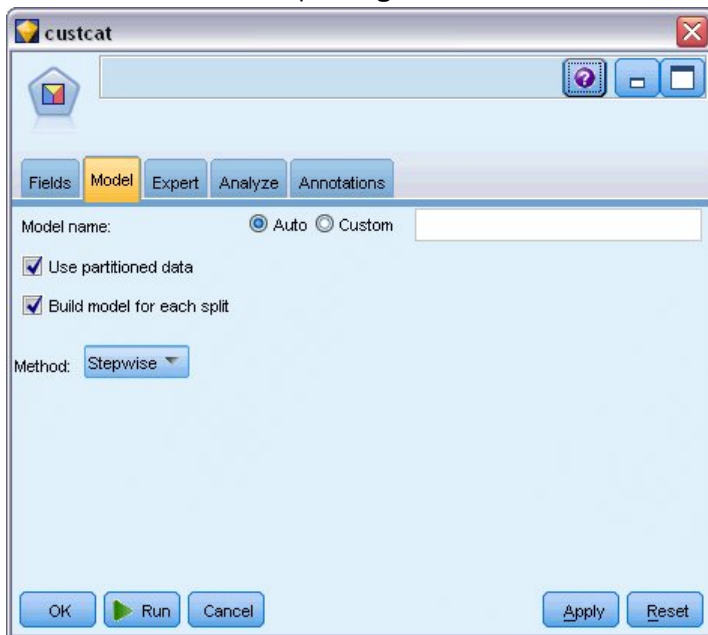 custcat
Fields Model Expert Analyze Annotations
Model name: Auto Custom
Use partitioned data
Build model for each split
Method: Stepwise
OK Run Cancel Apply Reset